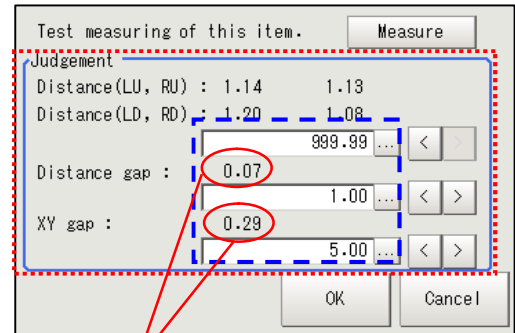 Test measuring of this item. Measure
Judgement
Distance(LU, RU) : 1.14 1.13
Distance(LD, RD) : 1.20 1.08
999.99 ... < >
Distance gap : 0.07
1.00 ... < >
XY gap : 0.29
5.00 ... < >
OK Cancel